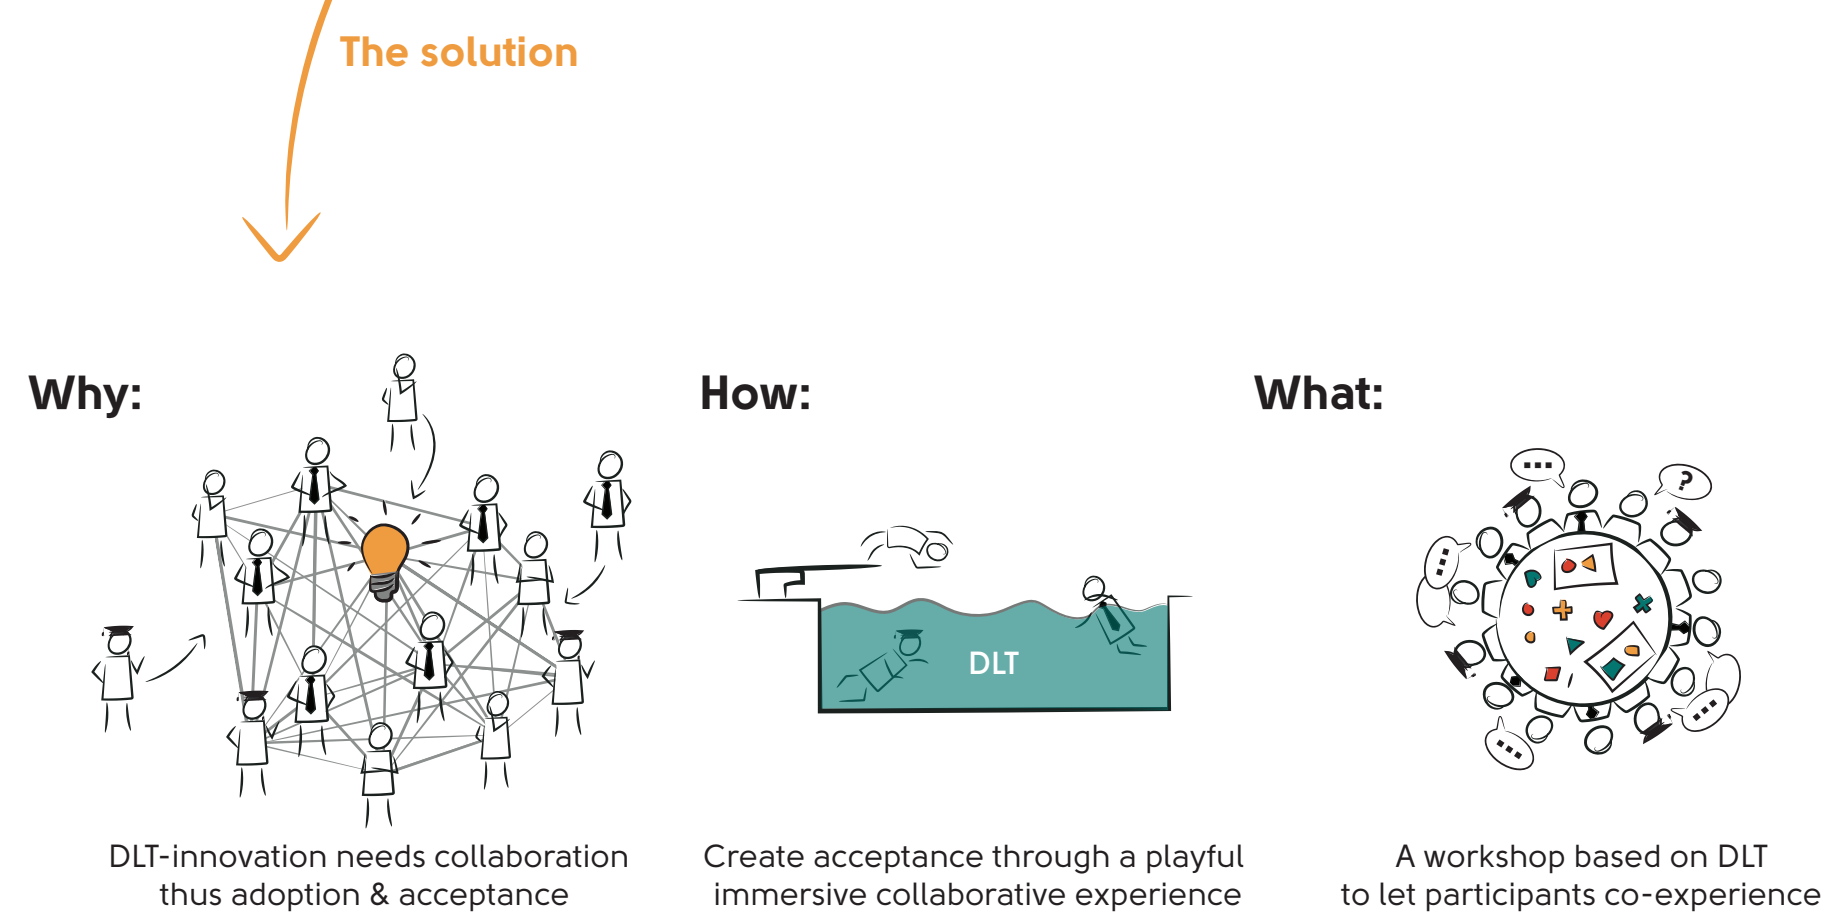 The solution
Why:
How:
What:
?
DLT
DLT-innovation needs collaboration
thus adoption & acceptance
Create acceptance through a playful
immersive collaborative experience
A workshop based on DLT
to let participants co-experience